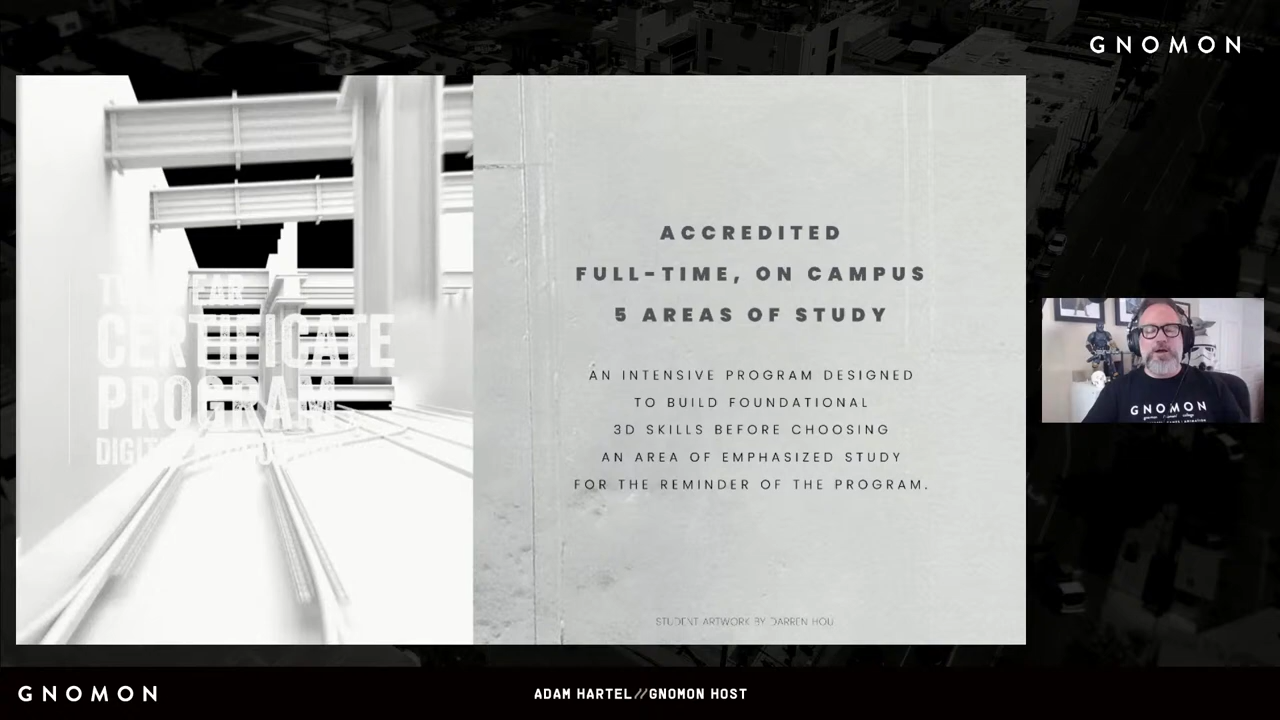 GNOMON
CERTIFICATE
PROGRAM
ACCREDITED
FULL-TIME, ON CAMPUS
5 AREAS OF STUDY
AN INTENSIVE PROGRAM DESIGNED
TO BUILD FOUNDATIONAL
3D SKILLS BEFORE CHOOSING
AN AREA OF EMPHASIZED STUDY
FOR THE REMINDER OF THE PROGRAM.
STUDENT ARTWORK BY DARREN HOU
GNOMON
GNOMON
ADAM HARTEL//GNOMON HOST